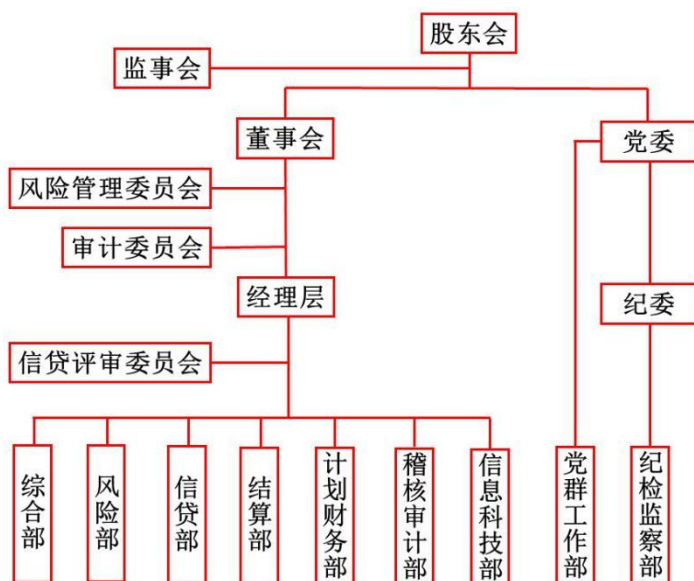 股东会
监事会
董事会
党委
风险管理委员会
审计委员会
经理层
纪委
信贷评审委员会
综合部
风险部
信贷部
结算部
计划财务部
稽核审计部
信息科技部
党群工作部
纪检监察部